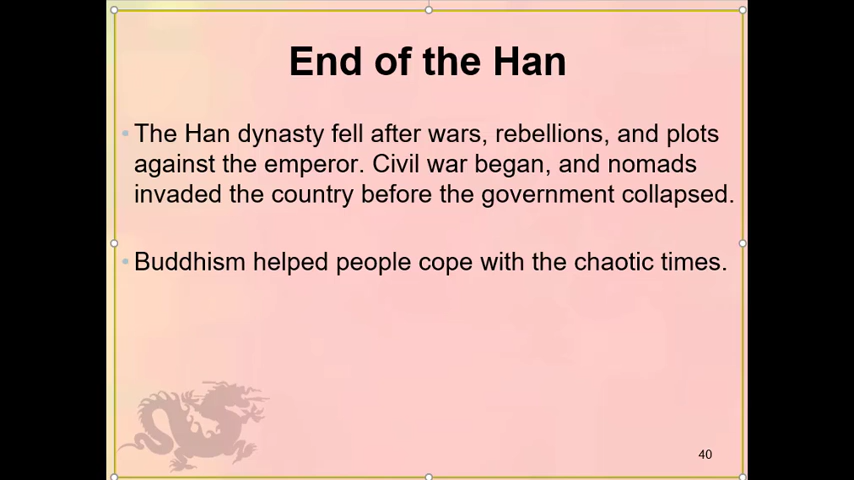 End of the Han
The Han dynasty fell after wars, rebellions, and plots
against the emperor. Civil war began, and nomads
invaded the country before the government collapsed.
Buddhism helped people cope with the chaotic times.
40